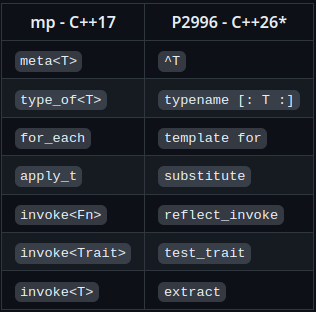 mp - C++17 P2996 - C++26*
meta<T> ^T
type_of<T> typename [: T :]
for_each template for
apply_t substitute
invoke<Fn> reflect_invoke
invoke<Trait> test_trait
invoke<T> extract